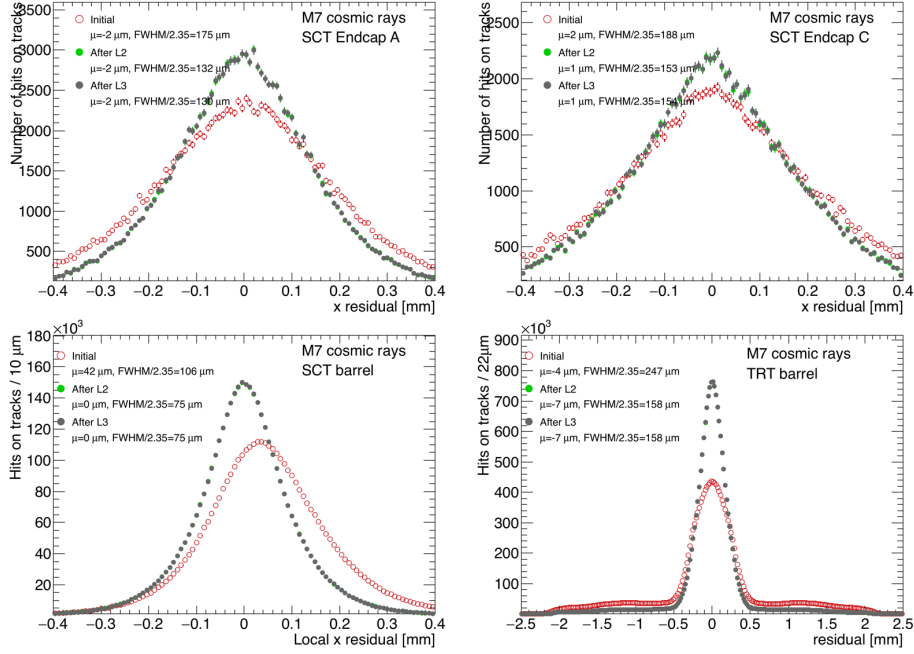 Number of hits on tracks
3000
2500
2000
1500
1000
500
Initial
μ=-2 μm, FWHM/2.35=175 μm
After L2
μ=-2 μm, FWHM/2.35=132 μm
After L3
μ=-2 μm, FWHM/2.35=130 μm
M7 cosmic rays
SCT Endcap A
−0.4 −0.3 −0.2 −0.1 0 0.1 0.2 0.3 0.4
x residual [mm]
Number of hits on tracks
2500
2000
1500
1000
500
Initial
μ=2 μm, FWHM/2.35=188 μm
After L2
μ=1 μm, FWHM/2.35=153 μm
After L3
μ=1 μm, FWHM/2.35=154 μm
M7 cosmic rays
SCT Endcap C
−0.4 −0.3 −0.2 −0.1 0 0.1 0.2 0.3 0.4
x residual [mm]
×10³
Hits on tracks / 10 μm
180
160
140
120
100
80
60
40
20
Initial
μ=42 μm, FWHM/2.35=106 μm
After L2
μ=0 μm, FWHM/2.35=75 μm
After L3
μ=0 μm, FWHM/2.35=75 μm
M7 cosmic rays
SCT barrel
−0.4 −0.3 −0.2 −0.1 0 0.1 0.2 0.3 0.4
Local x residual [mm]
×10³
Hits on tracks / 22μm
900
800
700
600
500
400
300
200
100
0
Initial
μ=-4 μm, FWHM/2.35=247 μm
After L2
μ=-7 μm, FWHM/2.35=158 μm
After L3
μ=-7 μm, FWHM/2.35=158 μm
M7 cosmic rays
TRT barrel
−2.5 −2 −1.5 −1 −0.5 0 0.5 1 1.5 2 2.5
residual [mm]